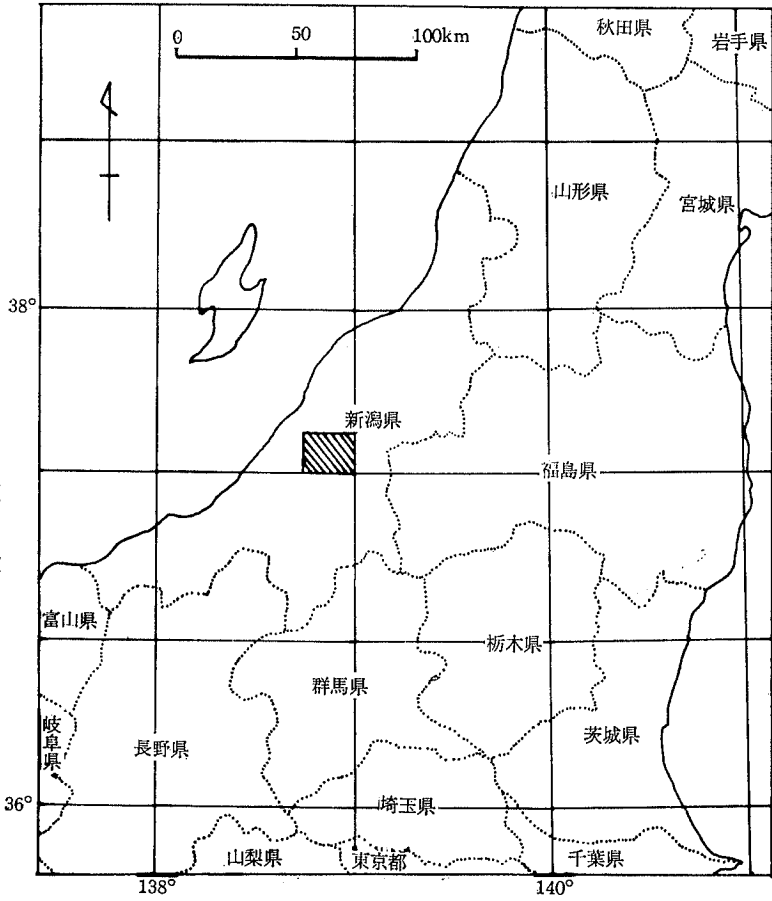 0 50 100km
秋田県
岩手県
山形県
宮城県
38°
新潟県
福島県
富山県
栃木県
群馬県
岐阜県
長野県
茨城県
36°
埼玉県
山梨県
東京都
千葉県
138°
140°